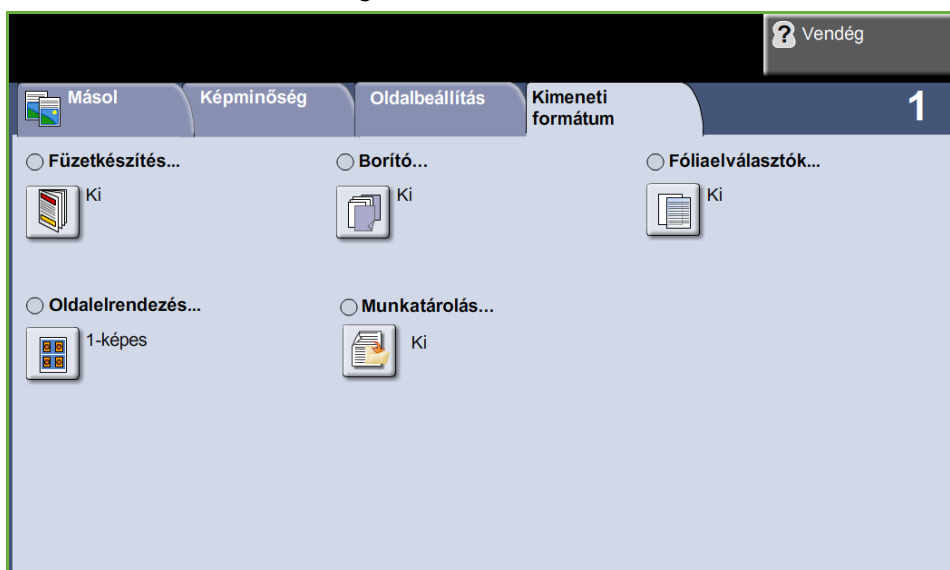 Vendég
Másol
Képminőség
Oldalbeállítás
Kimeneti
formátum
1
Füzetkészítés...
Borító...
Fóliaelválasztók...
Ki
Ki
Ki
Oldalelrendezés...
Munkatárolás...
1-képes
Ki